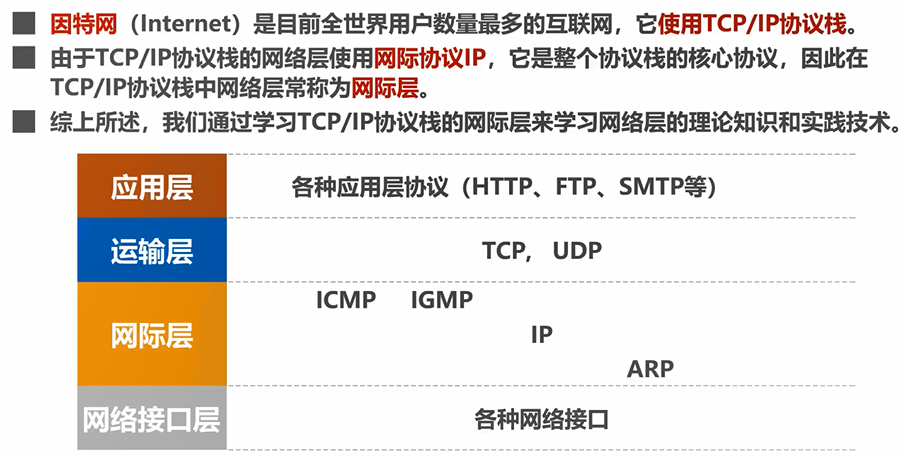 因特网（Internet）是目前全世界用户数量最多的互联网，它使用TCP/IP协议栈。
由于TCP/IP协议栈的网络层使用网际协议IP，它是整个协议栈的核心协议，因此在
TCP/IP协议栈中网络层常称为网际层。
综上所述，我们通过学习TCP/IP协议栈的网际层来学习网络层的理论知识和实践技术。
应用层 各种应用层协议（HTTP、FTP、SMTP等）
运输层 TCP， UDP
ICMP IGMP
网际层 IP
ARP
网络接口层 各种网络接口